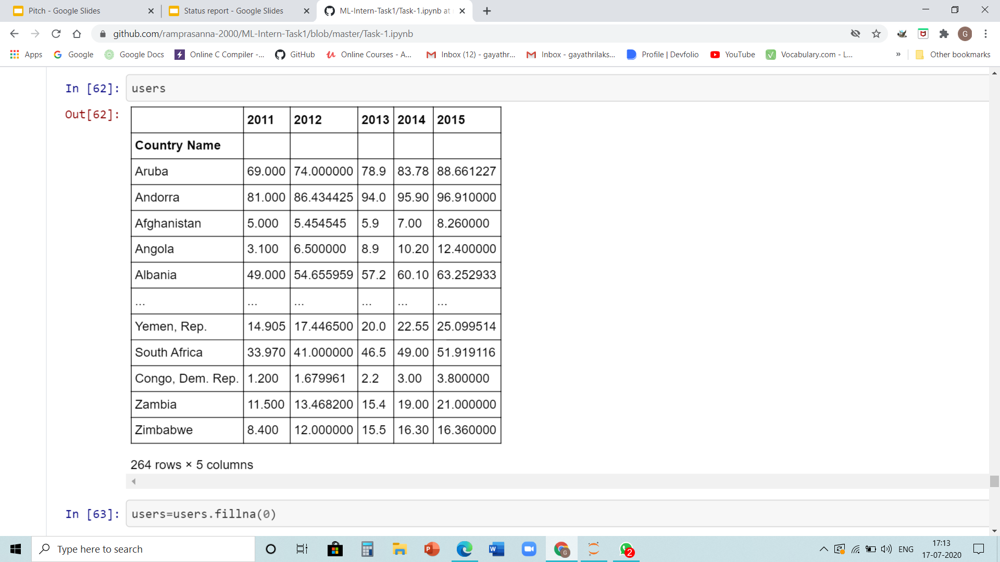 Pitch - Google Slides
Status report - Google Slides
ML-Intern-Task1/Task-1.ipynb at
github.com/ramprasanna-2000/ML-Intern-Task1/blob/master/Task-1.ipynb
G
Apps Google Google Docs Online C Compiler -... GitHub Online Courses - A... Inbox (12) - gayathr... Inbox - gayathrilaks... Profile | Devfolio YouTube Vocabulary.com - L... » Other bookmarks
In [62]: users
Out[62]:
2011 2012 2013 2014 2015
Country Name
Aruba 69.000 74.000000 78.9 83.78 88.661227
Andorra 81.000 86.434425 94.0 95.90 96.910000
Afghanistan 5.000 5.454545 5.9 7.00 8.260000
Angola 3.100 6.500000 8.9 10.20 12.400000
Albania 49.000 54.655959 57.2 60.10 63.252933
... ... ... ... ... ...
Yemen, Rep. 14.905 17.446500 20.0 22.55 25.099514
South Africa 33.970 41.000000 46.5 49.00 51.919116
Congo, Dem. Rep. 1.200 1.679961 2.2 3.00 3.800000
Zambia 11.500 13.468200 15.4 19.00 21.000000
Zimbabwe 8.400 12.000000 15.5 16.30 16.360000
264 rows × 5 columns
In [63]: users=users.fillna(0)
Type here to search
2
ENG
17:13
17-07-2020